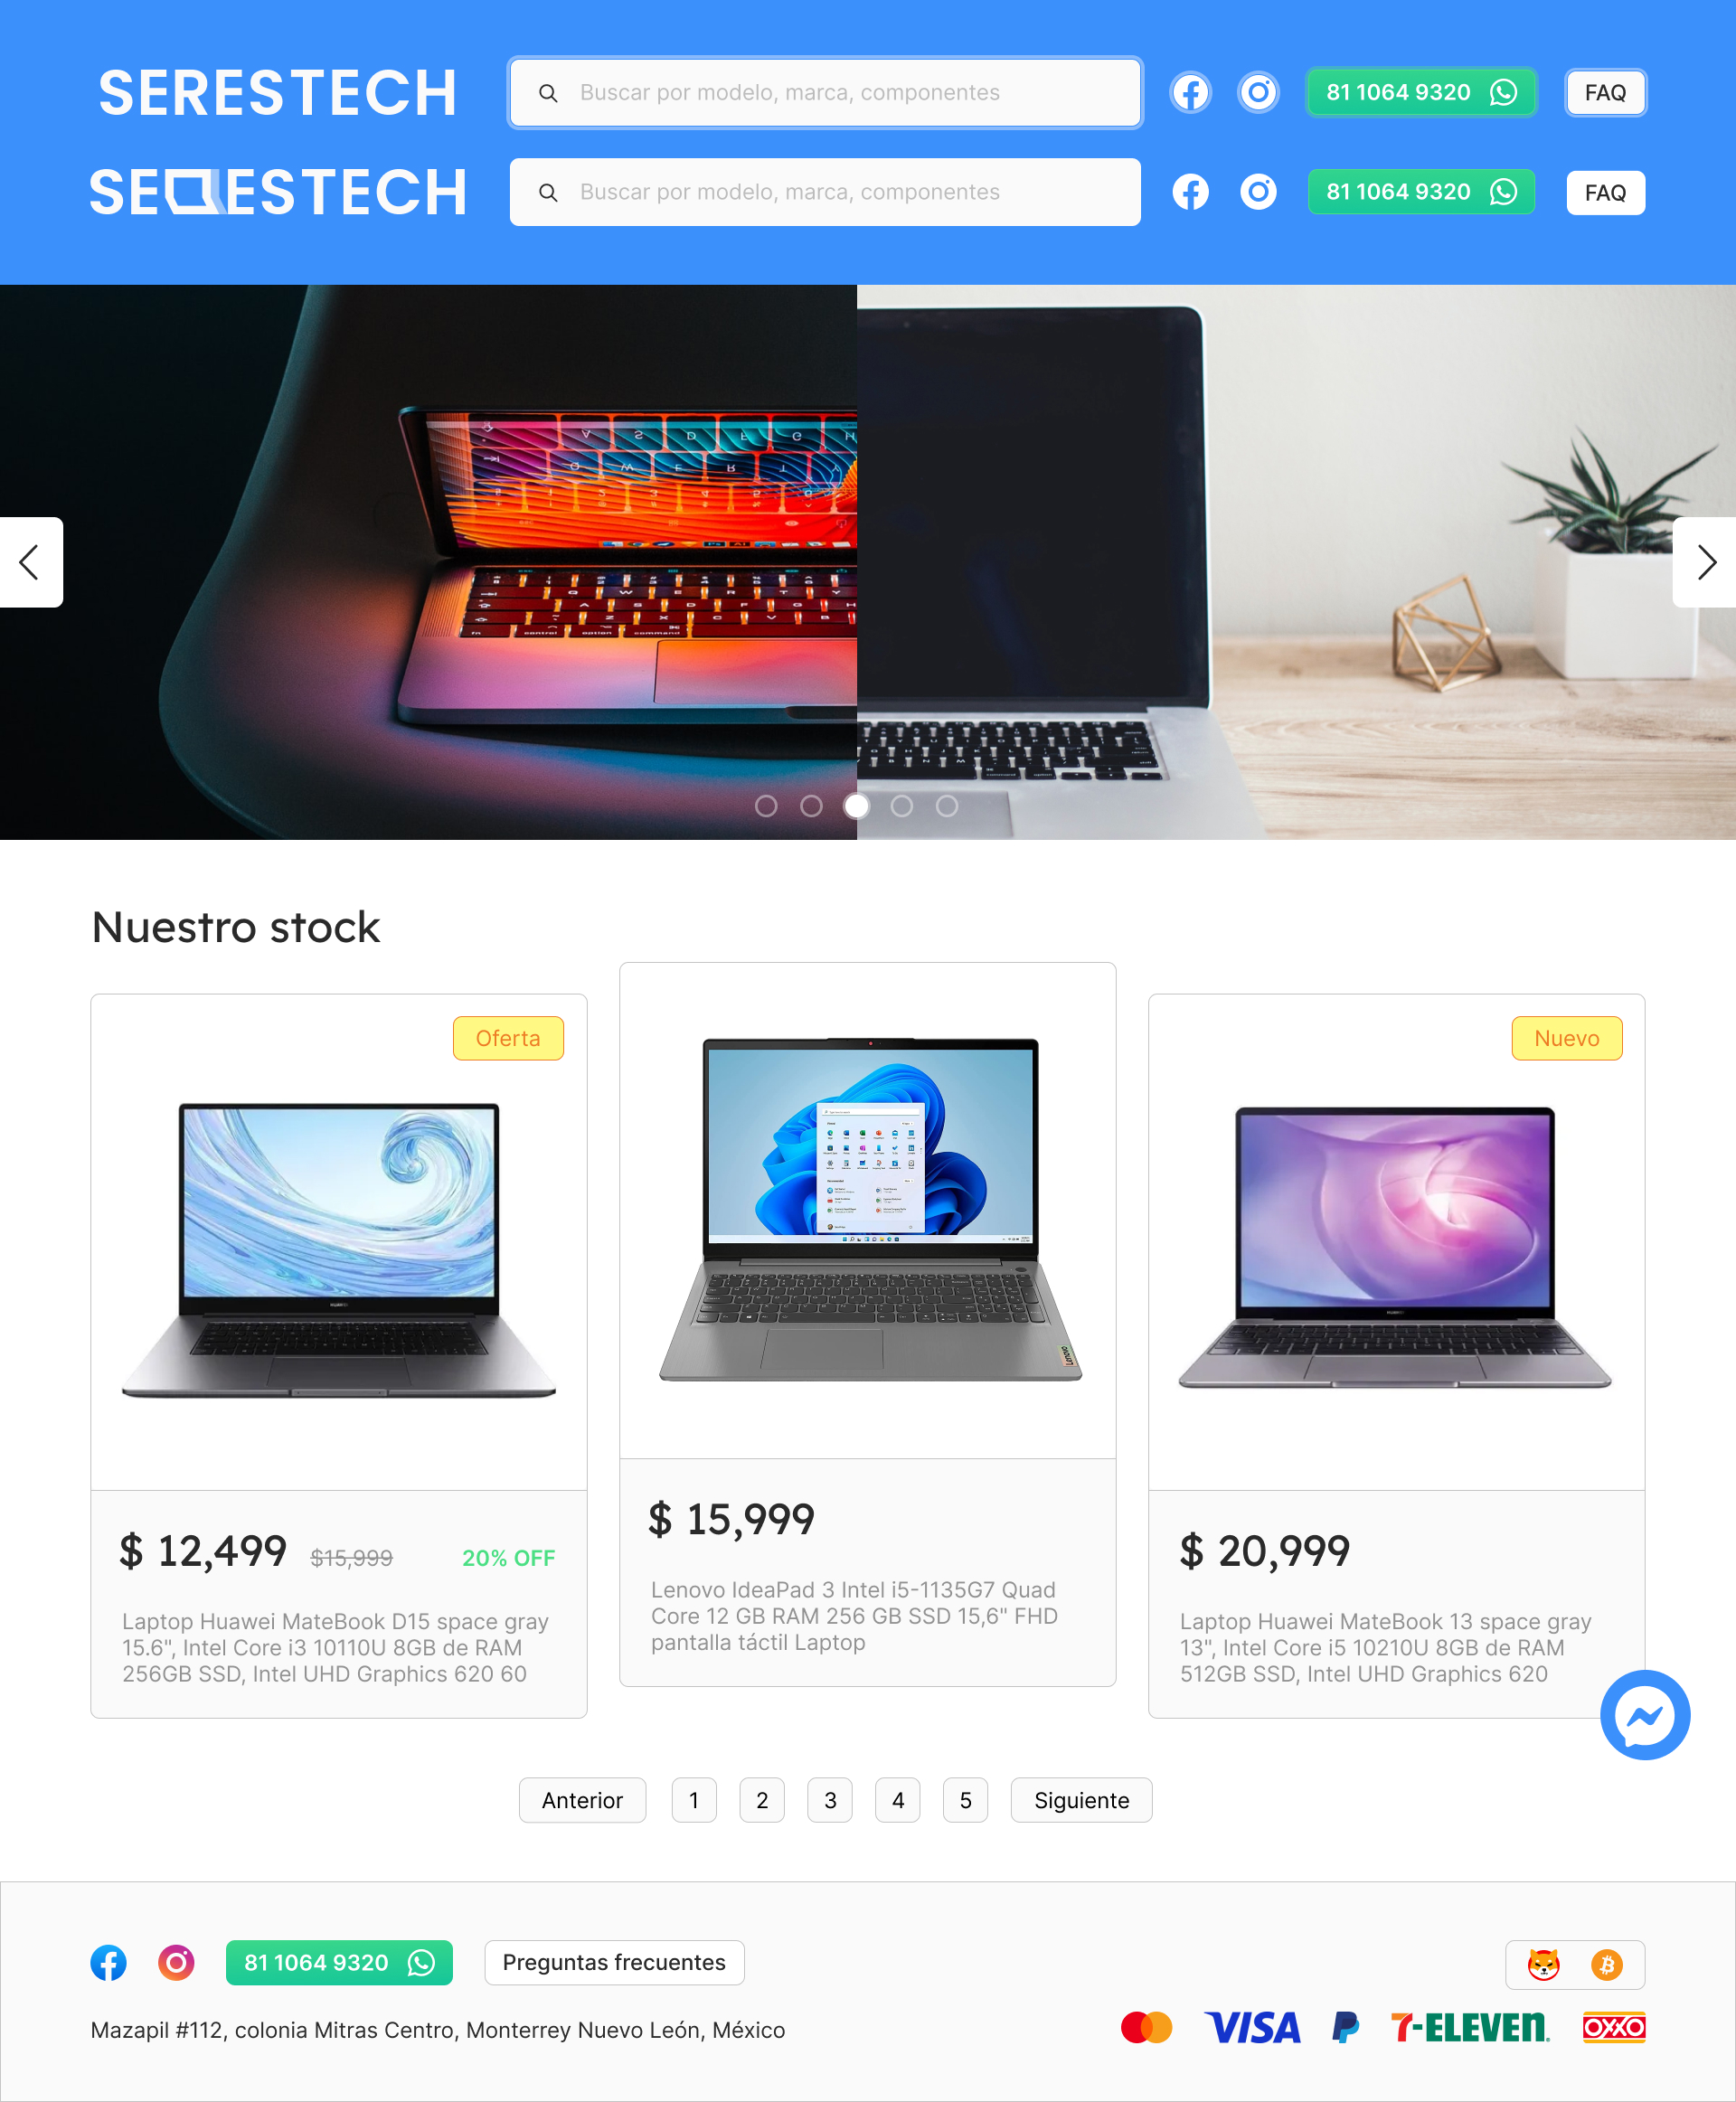 SERESTECH
Buscar por modelo, marca, componentes
81 1064 9320
FAQ
SE ESTECH
Buscar por modelo, marca, componentes
81 1064 9320
FAQ
Nuestro stock
Oferta
$ 12,499 $15,999 20% OFF
Laptop Huawei MateBook D15 space gray
15.6", Intel Core i3 10110U 8GB de RAM
256GB SSD, Intel UHD Graphics 620 60
Lenovo
$ 15,999
Lenovo IdeaPad 3 Intel i5-1135G7 Quad
Core 12 GB RAM 256 GB SSD 15,6" FHD
pantalla táctil Laptop
Nuevo
$ 20,999
Laptop Huawei MateBook 13 space gray
13", Intel Core i5 10210U 8GB de RAM
512GB SSD, Intel UHD Graphics 620
Anterior 1 2 3 4 5 Siguiente
81 1064 9320
Preguntas frecuentes
Mazapil #112, colonia Mitras Centro, Monterrey Nuevo León, México
VISA
7-ELEVEN.
OXXO